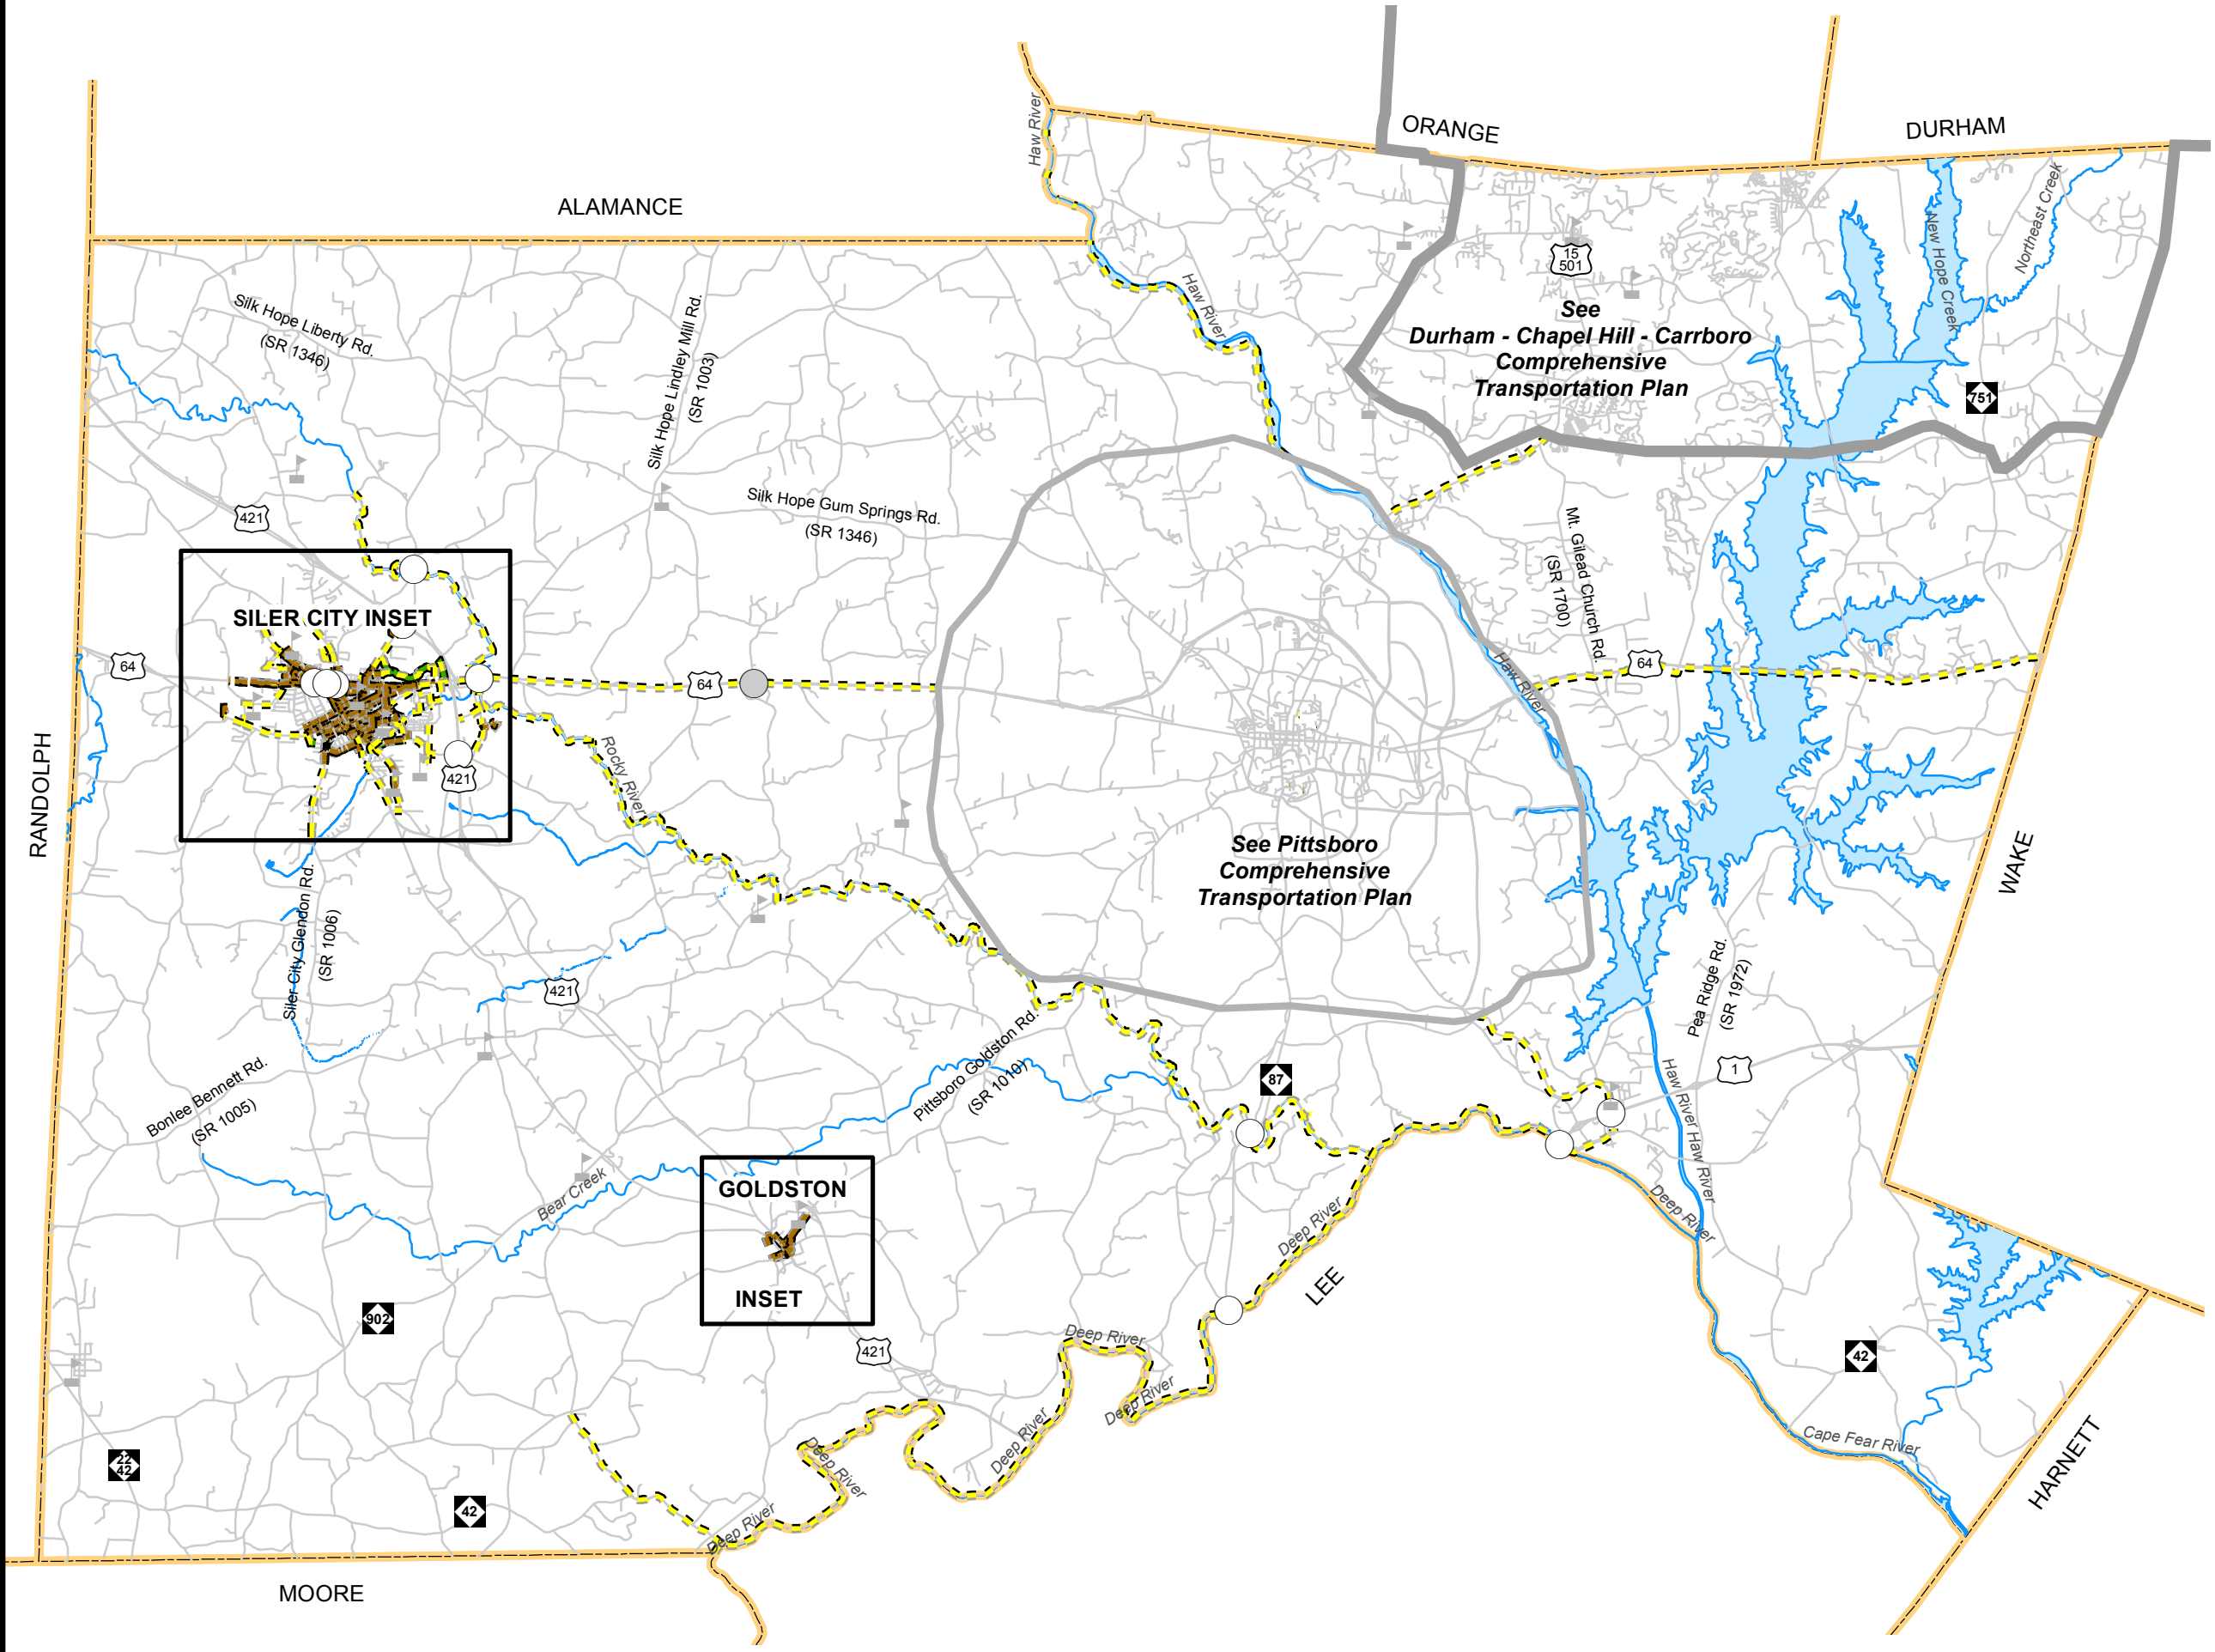 ORANGE
DURHAM
ALAMANCE
Haw River
Haw River
15
501
New Hope Creek
Northeast Creek
See
Durham - Chapel Hill - Carrboro
Comprehensive
Transportation Plan
751
Silk Hope Liberty Rd.
(SR 1346)
Silk Hope Lindley Mill Rd.
(SR 1003)
421
Silk Hope Gum Springs Rd.
(SR 1346)
Mt. Gilead Church Rd.
(SR 1700)
SILER CITY INSET
64
64
64
Haw River
421
RANDOLPH
Rocky River
See Pittsboro
Comprehensive
Transportation Plan
WAKE
Siler City Glendon Rd.
(SR 1006)
421
Pea Ridge Rd.
(SR 1972)
1
Bonlee Bennett Rd.
(SR 1005)
Pittsboro Goldston Rd.
(SR 1010)
87
Haw River
Haw River
Bear Creek
GOLDSTON
INSET
Deep River
Deep River
LEE
902
421
Deep River
Deep River
Deep River
42
Cape Fear River
HARNETT
22
42
42
Deep River
Deep River
MOORE